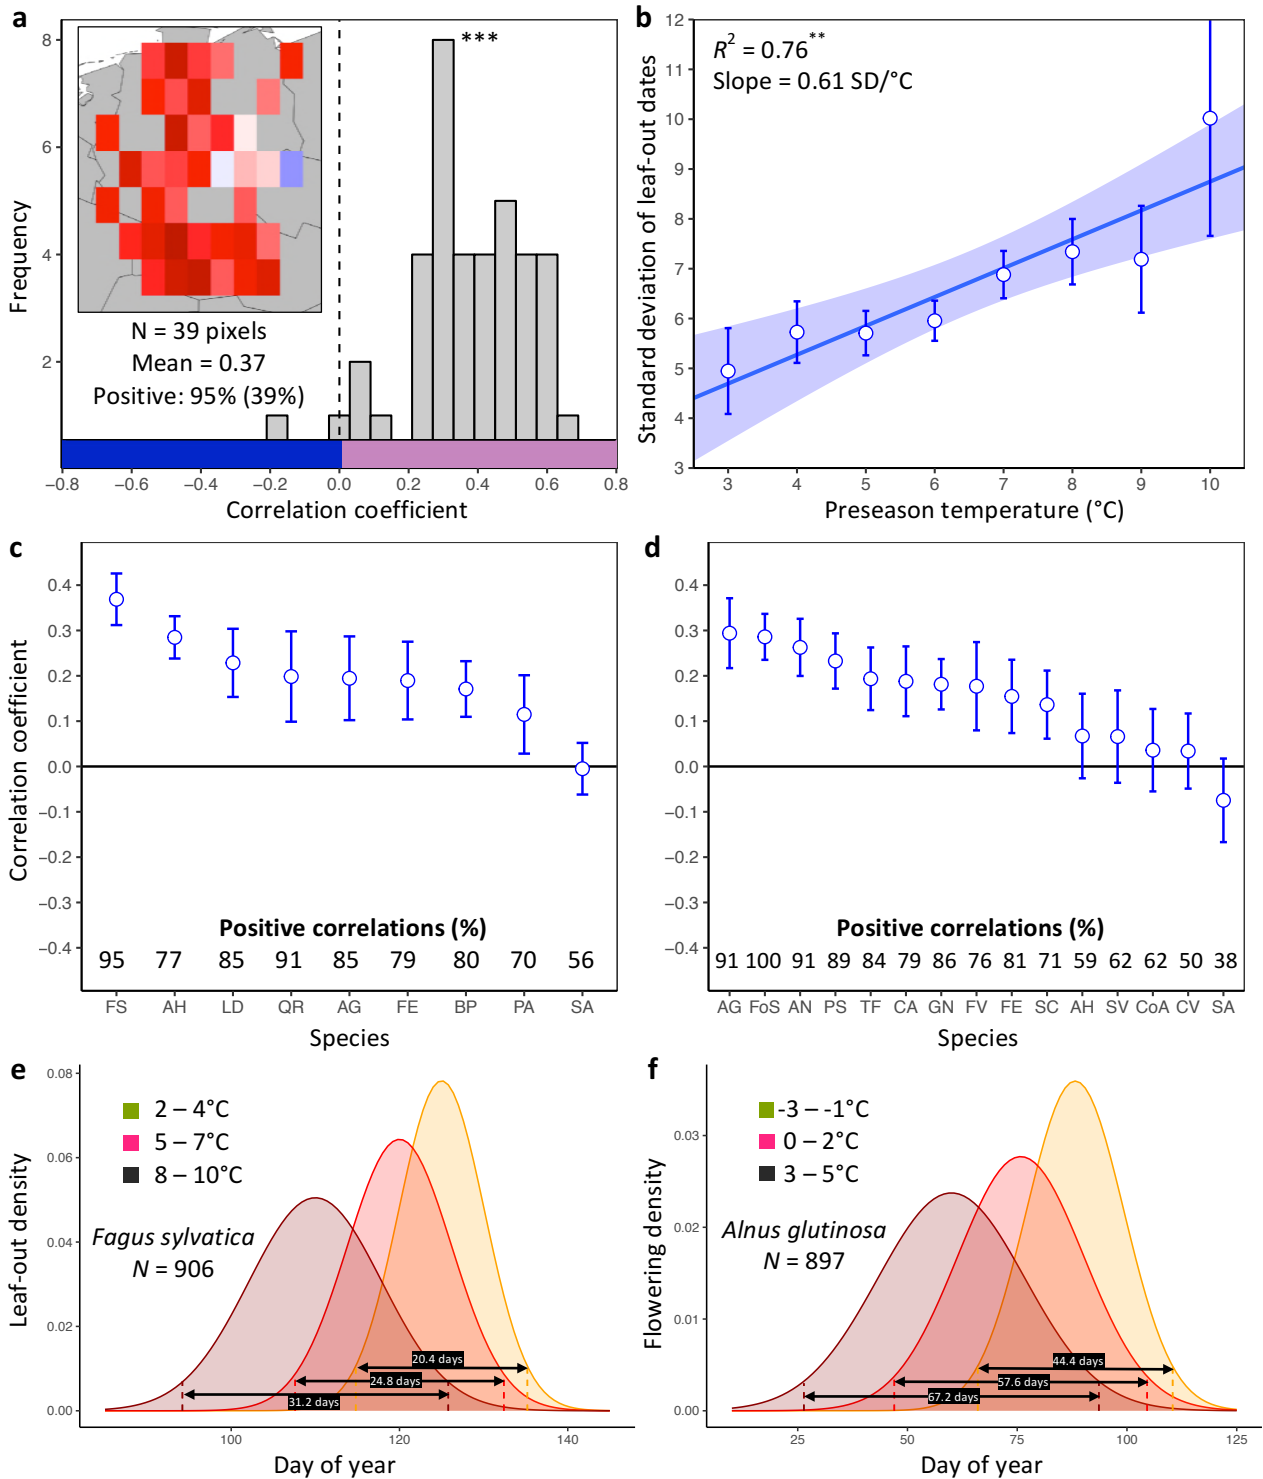 a
8
6
4
2
Frequency
***
N = 39 pixels
Mean = 0.37
Positive: 95% (39%)
−0.8 −0.6 −0.4 −0.2 0.0 0.2 0.4 0.6 0.8
Correlation coefficient
b
R² = 0.76**
Slope = 0.61 SD/°C
12
11
10
9
8
7
6
5
4
3
Standard deviation of leaf-out dates
3 4 5 6 7 8 9 10
Preseason temperature (°C)
c
0.4
0.3
0.2
0.1
0.0
−0.1
−0.2
−0.3
−0.4
Correlation coefficient
Positive correlations (%)
95 77 85 91 85 79 80 70 56
FS AH LD QR AG FE BP PA SA
Species
d
0.4
0.3
0.2
0.1
0.0
−0.1
−0.2
−0.3
−0.4
Positive correlations (%)
91 100 91 89 84 79 86 76 81 71 59 62 62 50 38
AG FoS AN PS TF CA GN FV FE SC AH SV CoA CV SA
Species
e
0.08
0.06
0.04
0.02
0.00
Leaf-out density
2 – 4°C
5 – 7°C
8 – 10°C
Fagus sylvatica
N = 906
20.4 days
24.8 days
31.2 days
100 120 140
Day of year
f
0.03
0.02
0.01
0.00
Flowering density
-3 – -1°C
0 – 2°C
3 – 5°C
Alnus glutinosa
N = 897
44.4 days
57.6 days
67.2 days
25 50 75 100 125
Day of year